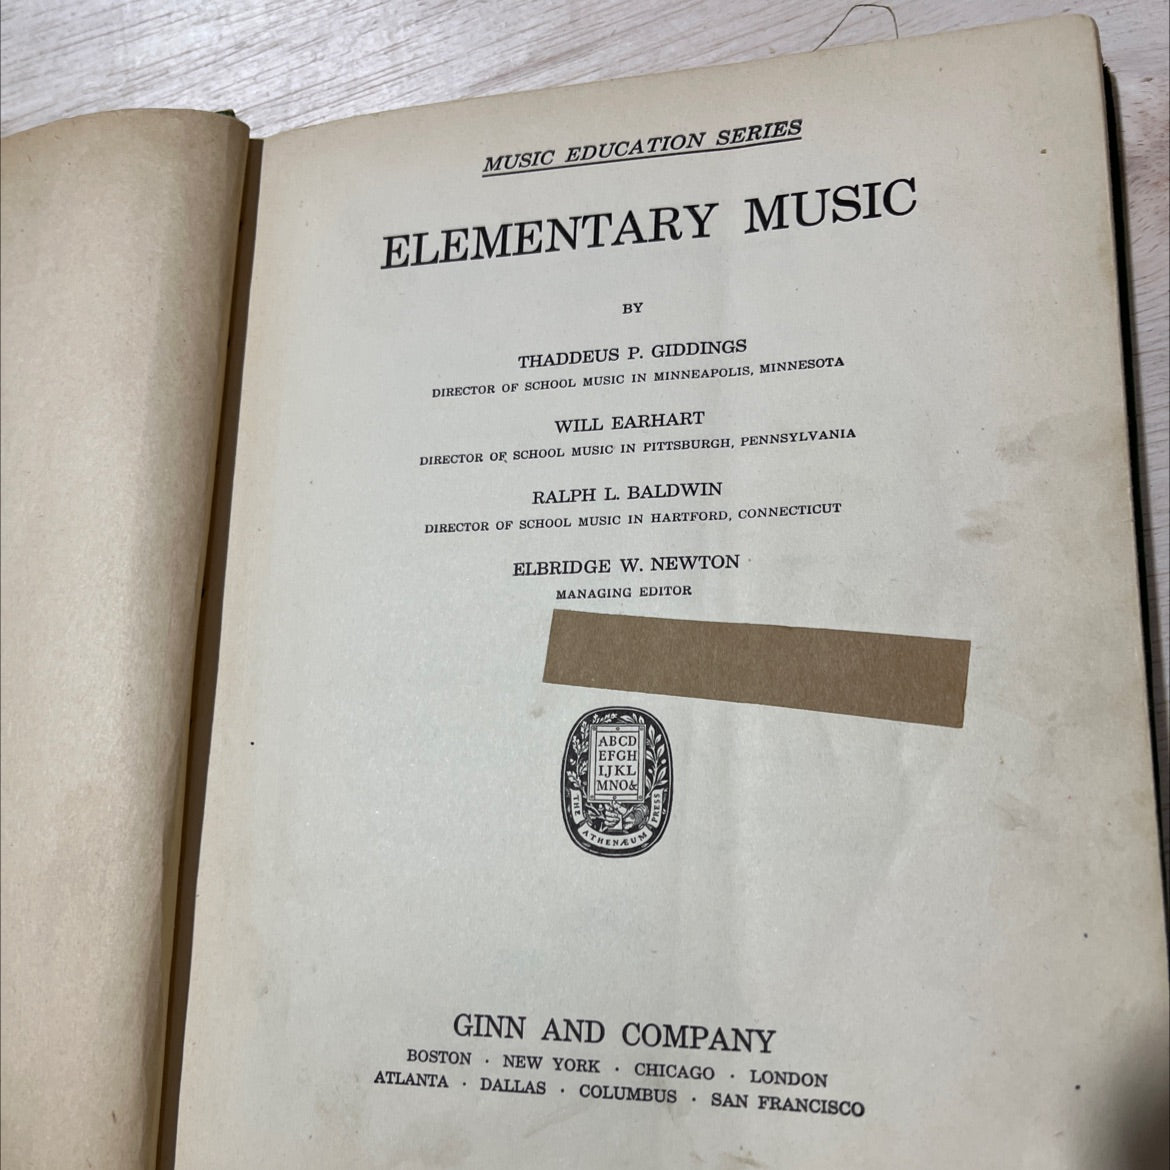 MUSIC EDUCATION SERIES
ELEMENTARY MUSIC
BY
THADDEUS P. GIDDINGS
DIRECTOR OF SCHOOL MUSIC IN MINNEAPOLIS, MINNESOTA
WILL EARHART
DIRECTOR OF SCHOOL MUSIC IN PITTSBURGH, PENNSYLVANIA
RALPH L. BALDWIN
DIRECTOR OF SCHOOL MUSIC IN HARTFORD, CONNECTICUT
ELBRIDGE W. NEWTON
MANAGING EDITOR
ABCD
EFGH
IJKL
MNO&
THE ATHENÆUM PRESS
GINN AND COMPANY
BOSTON · NEW YORK · CHICAGO · LONDON
ATLANTA · DALLAS · COLUMBUS · SAN FRANCISCO